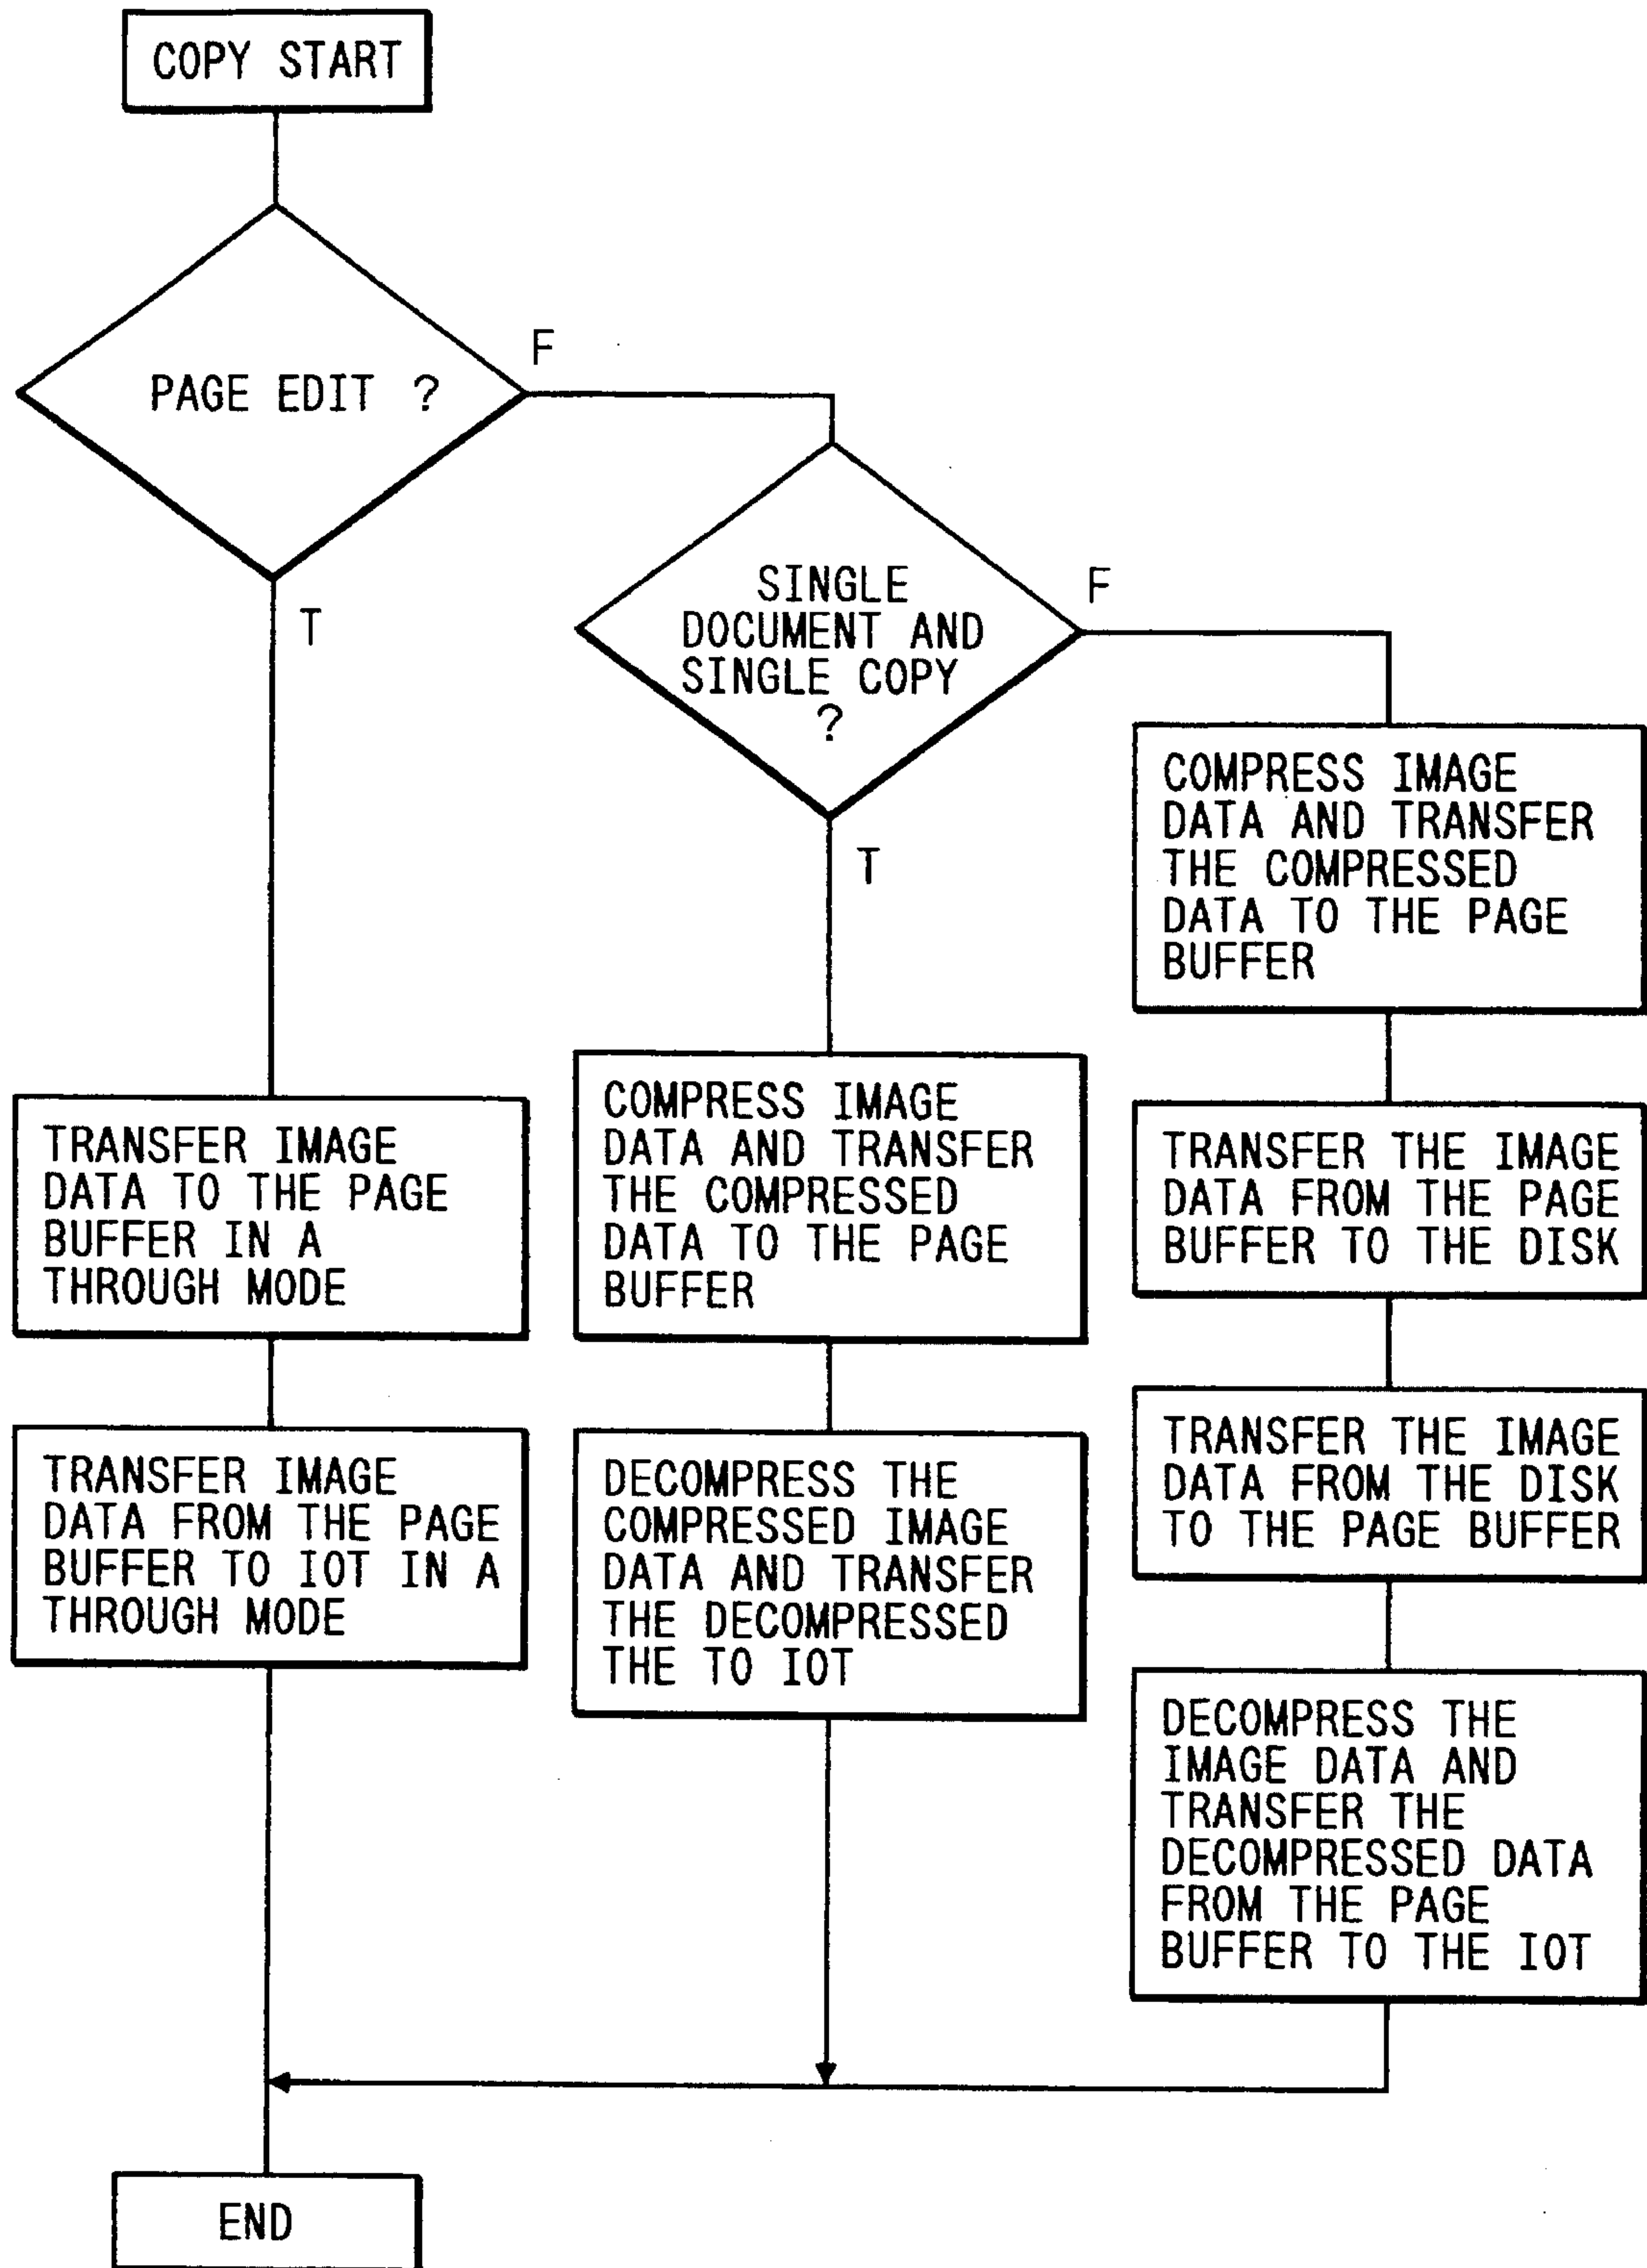 COPY START
PAGE EDIT ?
F
T
SINGLE
DOCUMENT AND
SINGLE COPY
?
F
T
TRANSFER IMAGE
DATA TO THE PAGE
BUFFER IN A
THROUGH MODE
TRANSFER IMAGE
DATA FROM THE PAGE
BUFFER TO IOT IN A
THROUGH MODE
COMPRESS IMAGE
DATA AND TRANSFER
THE COMPRESSED
DATA TO THE PAGE
BUFFER
DECOMPRESS THE
COMPRESSED IMAGE
DATA AND TRANSFER
THE DECOMPRESSED
THE TO IOT
COMPRESS IMAGE
DATA AND TRANSFER
THE COMPRESSED
DATA TO THE PAGE
BUFFER
TRANSFER THE IMAGE
DATA FROM THE PAGE
BUFFER TO THE DISK
TRANSFER THE IMAGE
DATA FROM THE DISK
TO THE PAGE BUFFER
DECOMPRESS THE
IMAGE DATA AND
TRANSFER THE
DECOMPRESSED DATA
FROM THE PAGE
BUFFER TO THE IOT
END